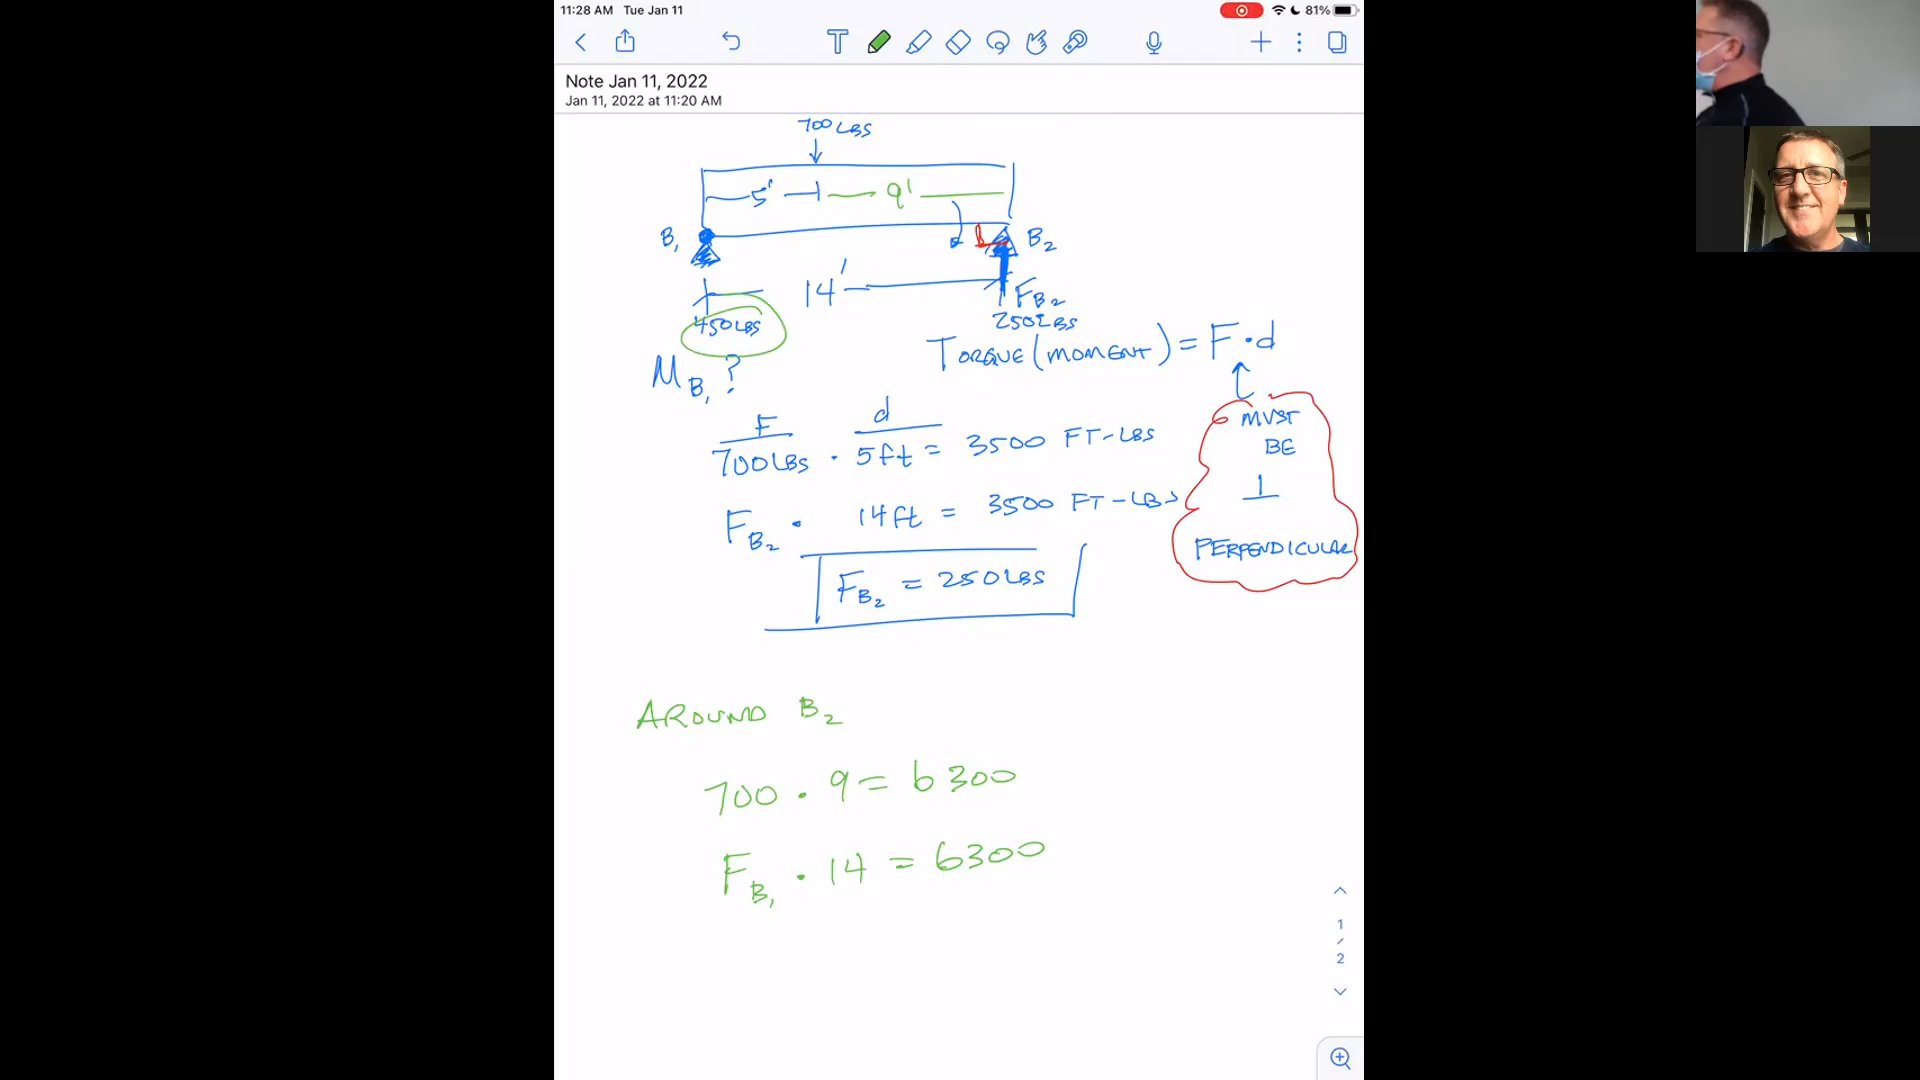 11:28 AM Tue Jan 11
81%
T
Note Jan 11, 2022
Jan 11, 2022 at 11:20 AM
700 LBS
5' 9'
B1 B2
14'
FB2
450 LBS 250 LBS
TORQUE (MOMENT) = F • d
MB1 ?
MUST
BE
⊥
PERPENDICULAR
F d
700 LBS • 5ft = 3500 FT-LBS
FB2 • 14ft = 3500 FT-LBS
FB2 = 250 LBS
AROUND B2
700 • 9 = 6300
FB1 • 14 = 6300
1
/
2